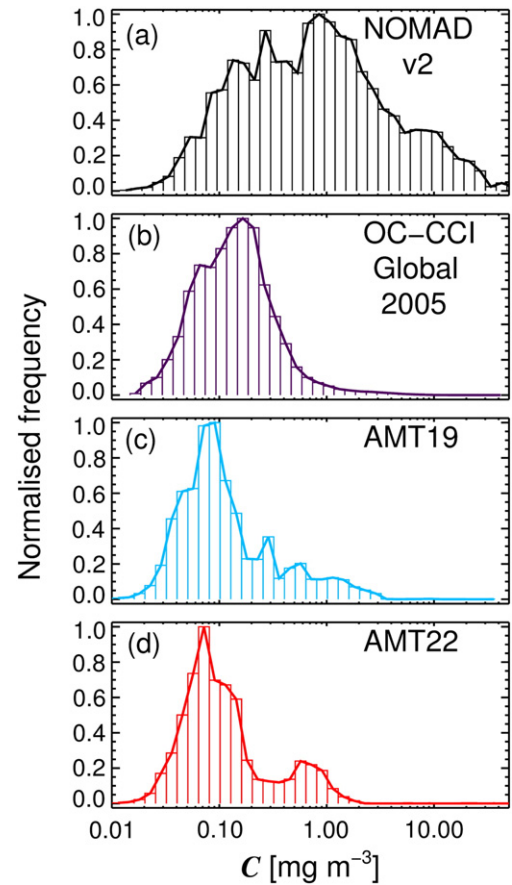 (a)
NOMAD
v2
1.0
0.8
0.6
0.4
0.2
0.0
(b)
OC−CCI
Global
2005
1.0
0.8
0.6
0.4
0.2
0.0
Normalised frequency
(c)
AMT19
1.0
0.8
0.6
0.4
0.2
0.0
(d)
AMT22
1.0
0.8
0.6
0.4
0.2
0.0
0.01 0.10 1.00 10.00
C [mg m⁻³]